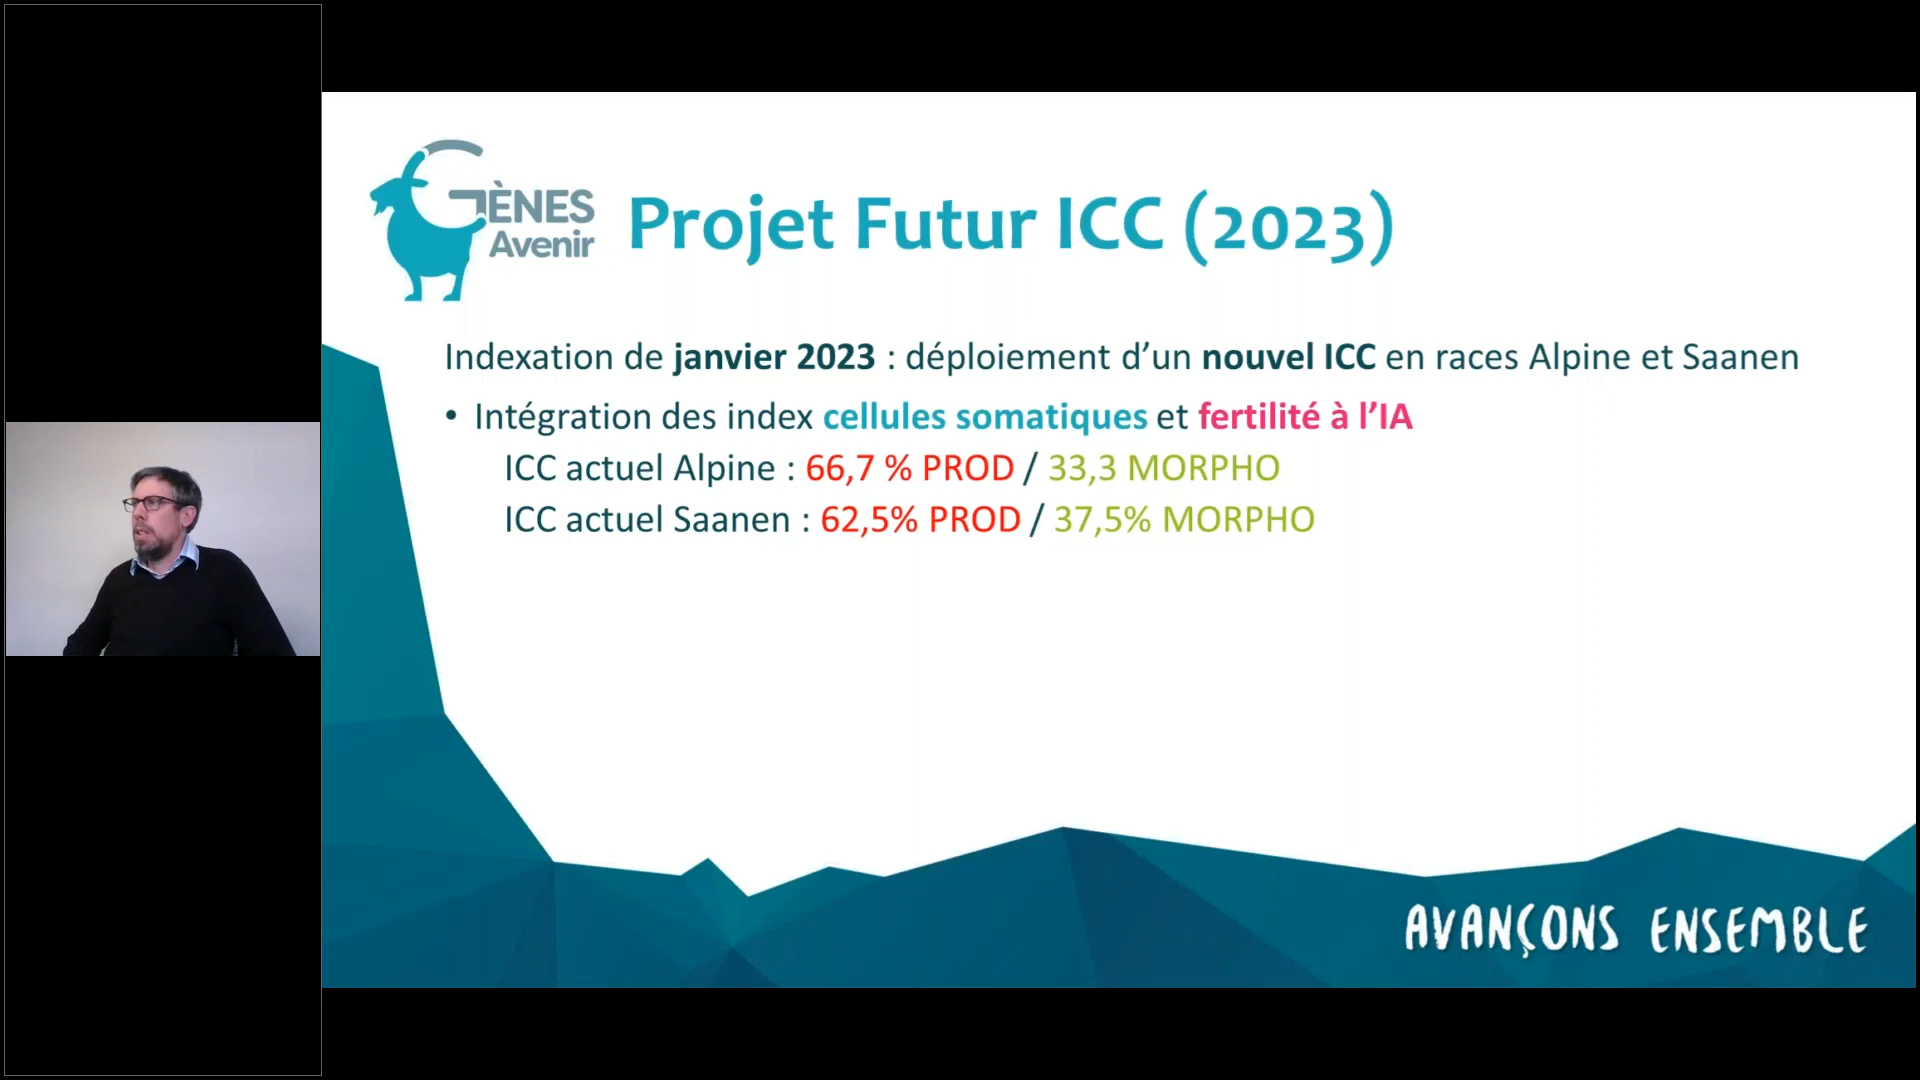 GÈNES
Avenir
Projet Futur ICC (2023)
Indexation de janvier 2023 : déploiement d’un nouvel ICC en races Alpine et Saanen
• Intégration des index cellules somatiques et fertilité à l’IA
ICC actuel Alpine : 66,7 % PROD / 33,3 MORPHO
ICC actuel Saanen : 62,5% PROD / 37,5% MORPHO
AVANÇONS ENSEMBLE